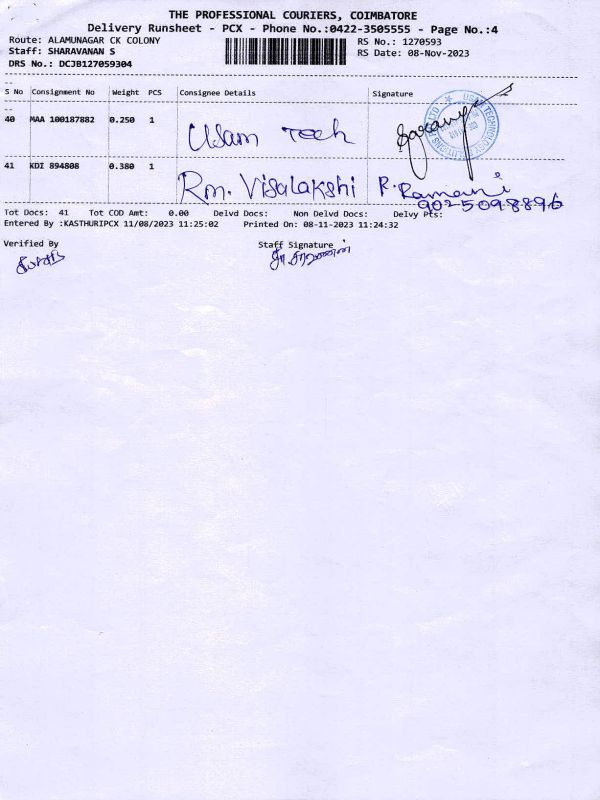 THE PROFESSIONAL COURIERS, COIMBATORE
Delivery Runsheet - PCX - Phone No.:0422-3505555 - Page No.:4
Route: ALAMUNAGAR CK COLONY
RS No.: 1270593
Staff: SHARAVANAN S
RS Date: 08-Nov-2023
DRS No.: DCJB127059304
S No Consignment No Weight PCS Consignee Details Signature
40 MAA 100187882 0.250 1 Usam Tech
41 KDI 894808 0.380 1 Rm. Visalakshi R. Ramani
9025098896
Tot Docs: 41 Tot COD Amt: 0.00 Delvd Docs: Non Delvd Docs: Delvy Pts:
Entered By :KASTHURIPCX 11/08/2023 11:25:02 Printed On: 08-11-2023 11:24:32
Verified By Staff Signature